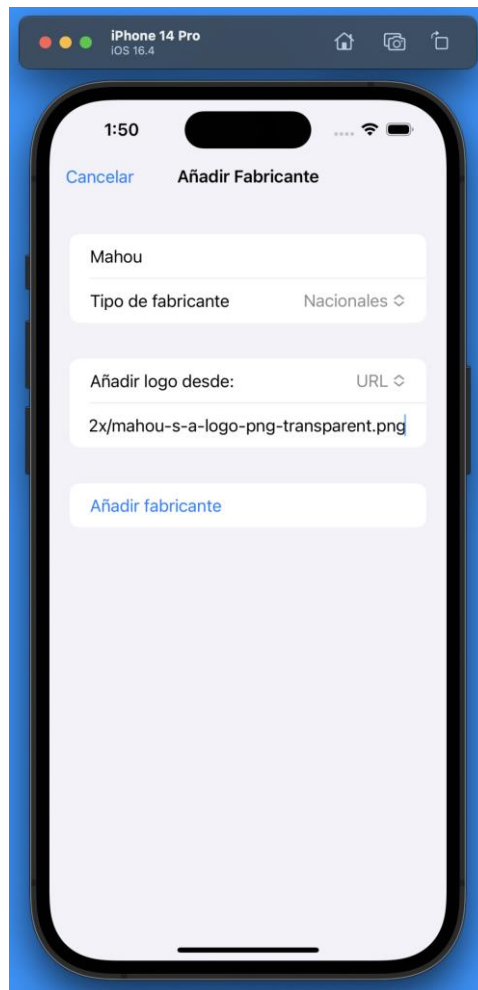 iPhone 14 Pro
iOS 16.4
1:50
Cancelar Añadir Fabricante
Mahou
Tipo de fabricante Nacionales
Añadir logo desde: URL
2x/mahou-s-a-logo-png-transparent.png
Añadir fabricante